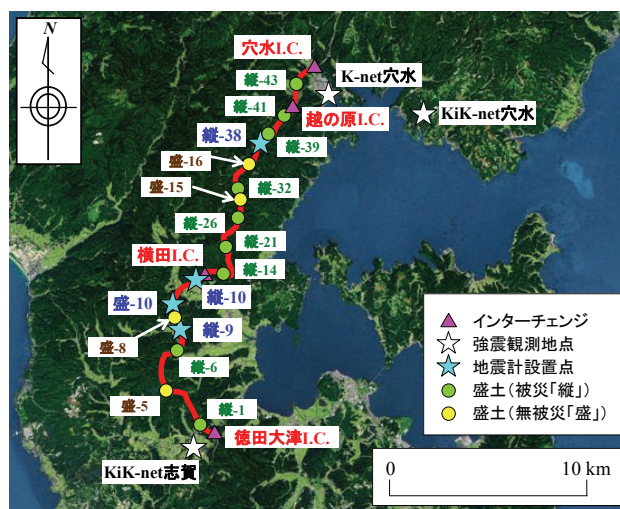 N
穴水I.C.
K-net穴水
縦-43
KiK-net穴水
縦-41
越の原I.C.
縦-38
縦-39
盛-16
盛-15
縦-32
縦-26
縦-21
横田I.C.
縦-14
盛-10
縦-10
縦-9
盛-8
縦-6
盛-5
縦-1
徳田大津I.C.
KiK-net志賀
インターチェンジ
強震観測地点
地震計設置点
盛土(被災「縦」)
盛土(無被災「盛」)
0
10 km